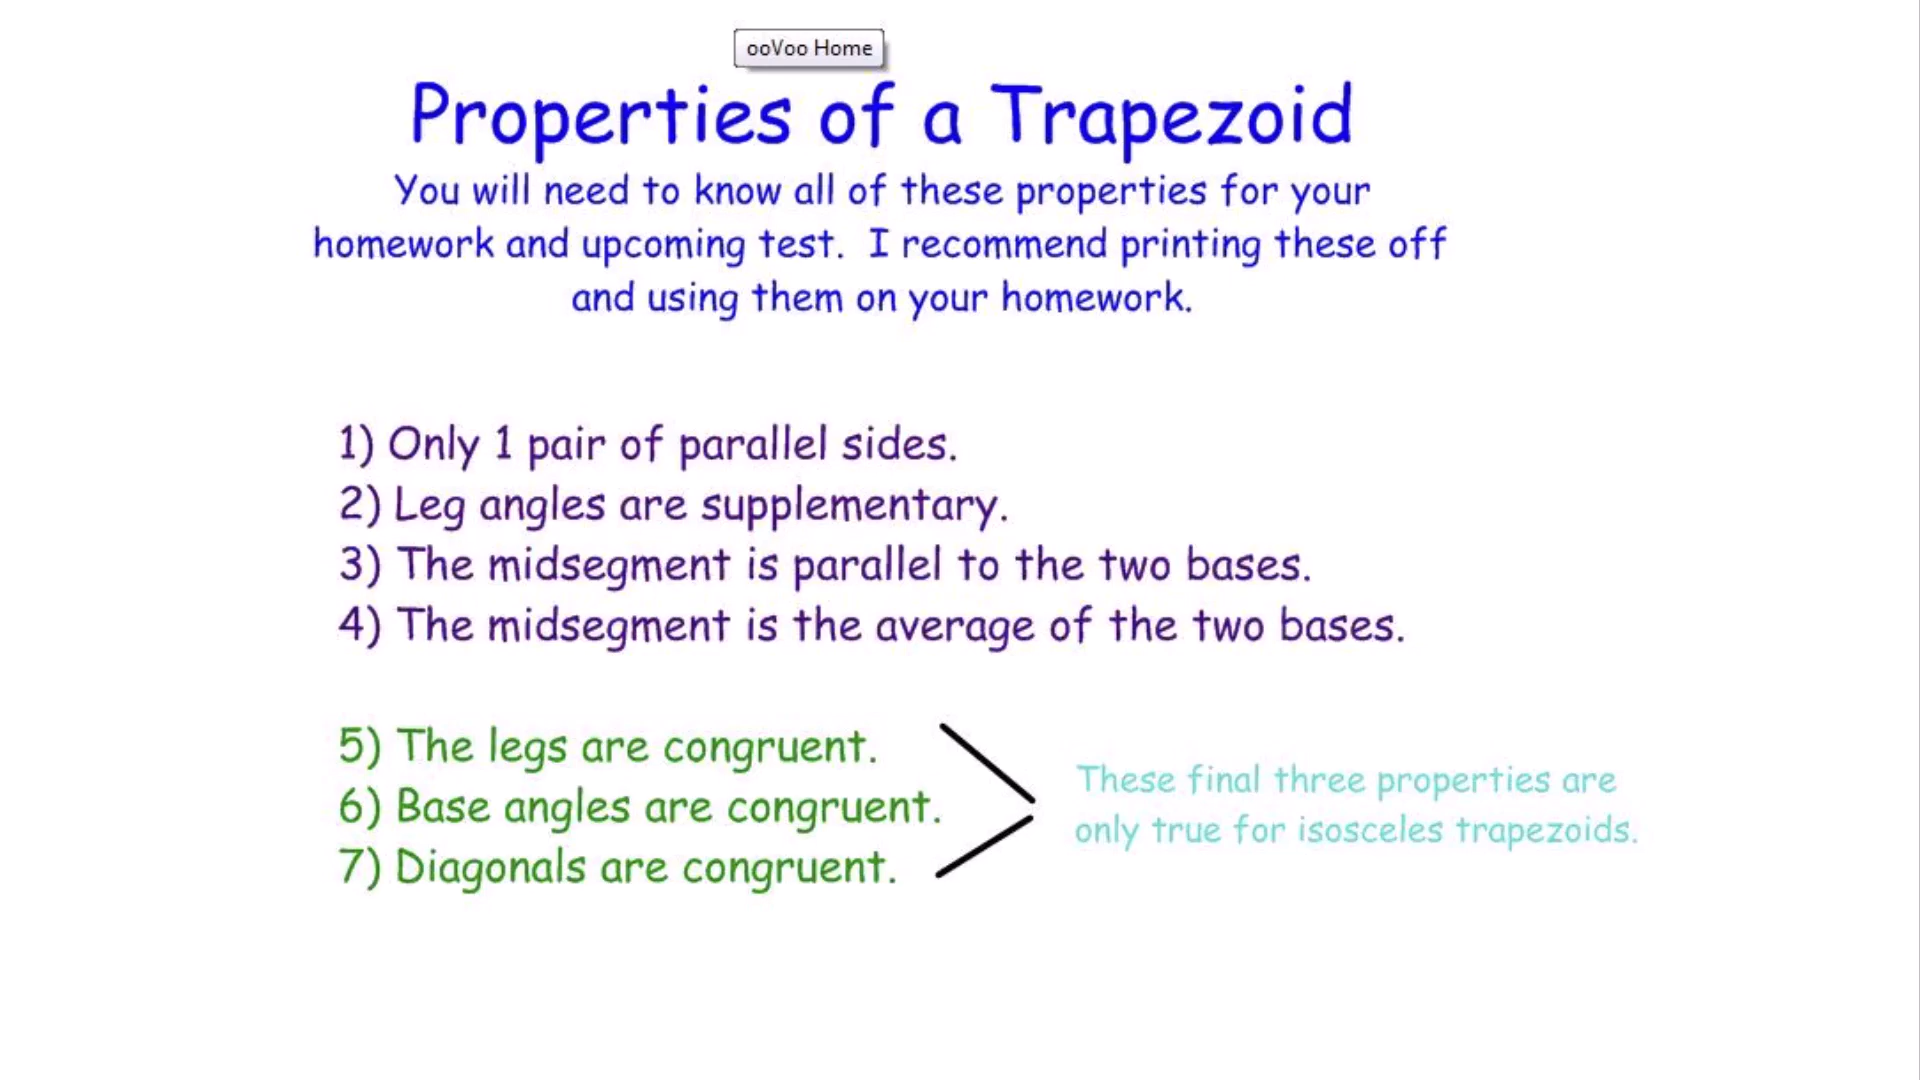 ooVoo Home
Properties of a Trapezoid
You will need to know all of these properties for your
homework and upcoming test. I recommend printing these off
and using them on your homework.
1) Only 1 pair of parallel sides.
2) Leg angles are supplementary.
3) The midsegment is parallel to the two bases.
4) The midsegment is the average of the two bases.
5) The legs are congruent.
6) Base angles are congruent.
7) Diagonals are congruent.
These final three properties are
only true for isosceles trapezoids.